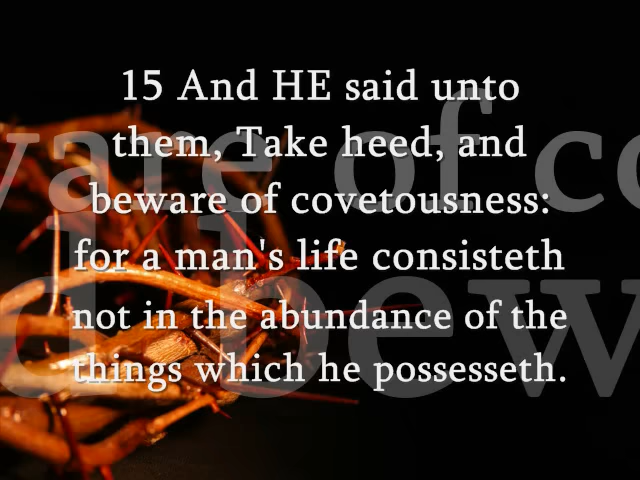 15 And HE said unto
them, Take heed, and
beware of covetousness:
for a man's life consisteth
not in the abundance of the
things which he possesseth.